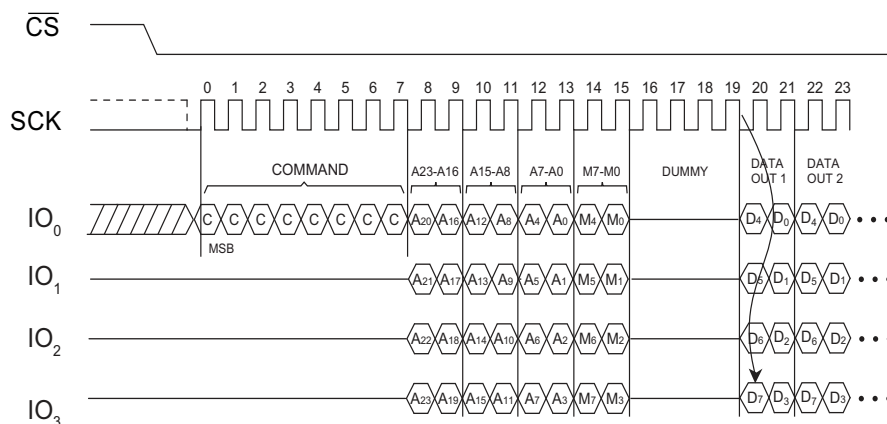 CS
0 1 2 3 4 5 6 7 8 9 10 11 12 13 14 15 16 17 18 19 20 21 22 23
SCK
COMMAND A23-A16 A15-A8 A7-A0 M7-M0 DUMMY DATA OUT 1 DATA OUT 2
IO0 C C C C C C C C A20 A16 A12 A8 A4 A0 M4 M0 D4 D0 D4 D0
MSB
IO1 A21 A17 A13 A9 A5 A1 M5 M1 D5 D1 D5 D1
IO2 A22 A18 A14 A10 A6 A2 M6 M2 D6 D2 D6 D2
IO3 A23 A19 A15 A11 A7 A3 M7 M3 D7 D3 D7 D3